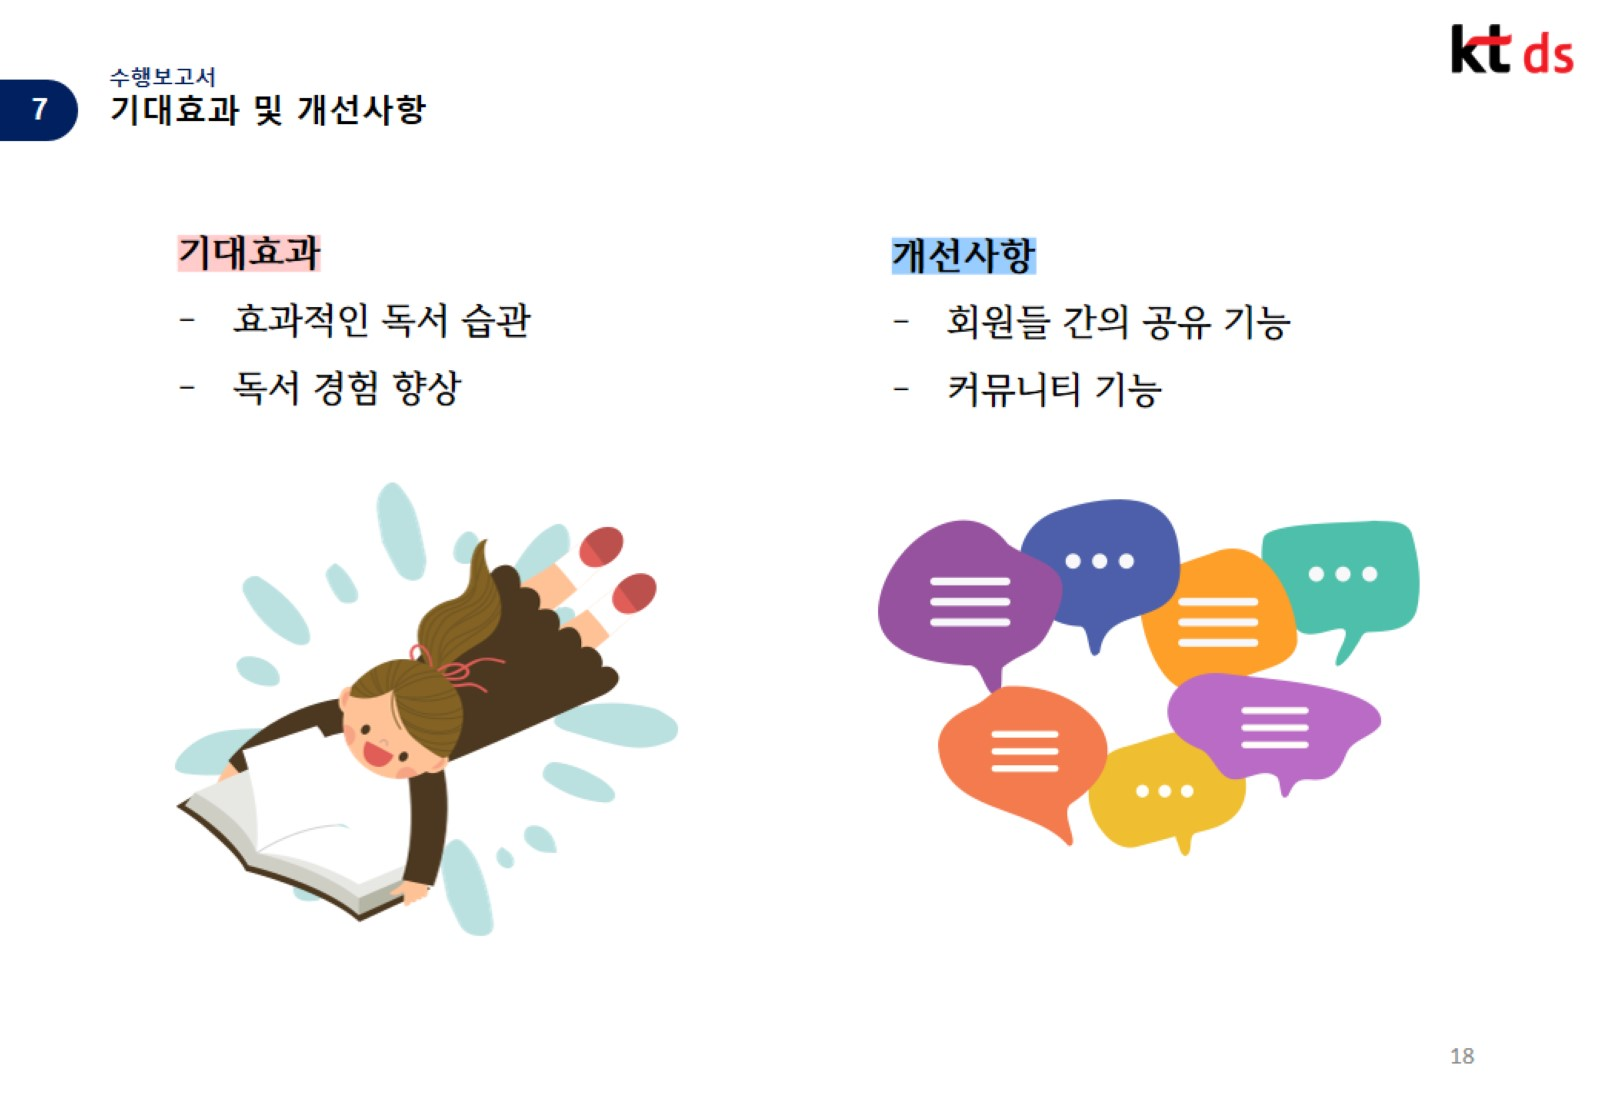 kt ds
7
수행보고서
기대효과 및 개선사항
기대효과
- 효과적인 독서 습관
- 독서 경험 향상
개선사항
- 회원들 간의 공유 기능
- 커뮤니티 기능
18